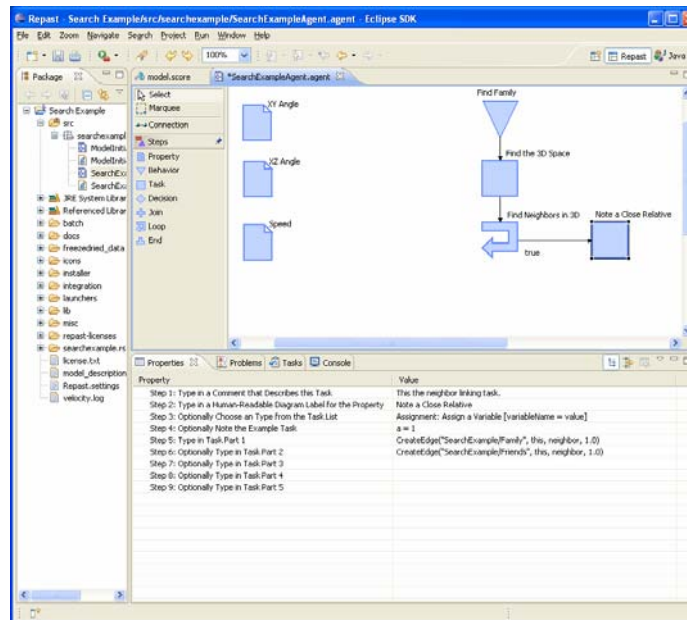 Repast - Search Example/src/searchexample/SearchExampleAgent.agent - Eclipse SDK
File Edit Zoom Navigate Search Project Run Window Help
100%
Repast Java
Package
model.score
*SearchExampleAgent.agent
Search Example
src
searchexampl
ModelIniti
ModelIniti
SearchExa
SearchExa
JRE System Librar
Referenced Librar
batch
docs
freezedried_data
icons
installer
integration
launchers
lib
misc
repast-licenses
searchexample.rs
license.txt
model_description
Repast.settings
velocity.log
Select
Marquee
Connection
Steps
Property
Behavior
Task
Decision
Join
Loop
End
XY Angle
XZ Angle
Speed
Find Family
Find the 3D Space
Find Neighbors in 3D
Note a Close Relative
true
Properties Problems Tasks Console
Property Value
Step 1: Type in a Comment that Describes this Task This the neighbor linking task.
Step 2: Type in a Human-Readable Diagram Label for the Property Note a Close Relative
Step 3: Optionally Choose an Type from the Task List Assignment: Assign a Variable [variableName = value]
Step 4: Optionally Note the Example Task a = 1
Step 5: Type in Task Part 1 CreateEdge("SearchExample/Family", this, neighbor, 1.0)
Step 6: Optionally Type in Task Part 2 CreateEdge("SearchExample/Friends", this, neighbor, 1.0)
Step 7: Optionally Type in Task Part 3
Step 8: Optionally Type in Task Part 4
Step 9: Optionally Type in Task Part 5